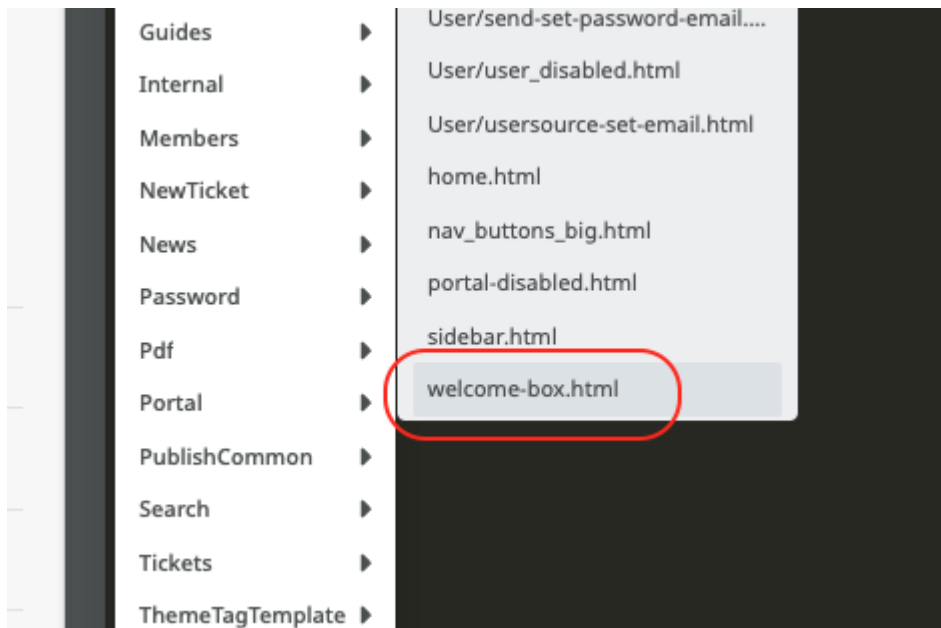 Guides
Internal
Members
NewTicket
News
Password
Pdf
Portal
PublishCommon
Search
Tickets
ThemeTagTemplate
User/send-set-password-email....
User/user_disabled.html
User/usersource-set-email.html
home.html
nav_buttons_big.html
portal-disabled.html
sidebar.html
welcome-box.html